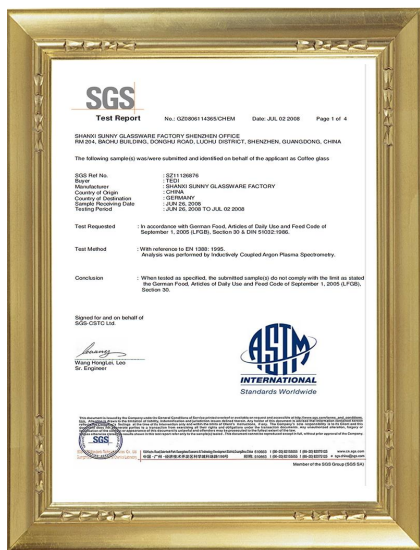 SGS
Test Report No.: GZ0806114365/CHEM Date: JUL 02 2008 Page 1 of 4
SHANXI SUNNY GLASSWARE FACTORY SHENZHEN OFFICE
RM 204, BAOHU BUILDING, DONGHU ROAD, LUOHU DISTRICT, SHENZHEN, GUANGDONG, CHINA
The following sample(s) was/were submitted and identified on behalf of the applicant as Coffee glass
SGS Ref No. : SZ11126876
Buyer : TEDI
Manufacturer : SHANXI SUNNY GLASSWARE FACTORY
Country of Origin : CHINA
Country of Destination : GERMANY
Sample Receiving Date : JUN 26, 2008
Testing Period : JUN 26, 2008 TO JUL 02 2008
Test Requested : In accordance with German Food, Articles of Daily Use and Feed Code of
September 1, 2005 (LFGB), Section 30 & DIN 51032:1986.
Test Method : With reference to EN 1388: 1995.
Analysis was performed by Inductively Coupled Argon Plasma Spectrometry.
Conclusion : When tested as specified, the submitted sample(s) do not comply with the limit as stated
the German Food, Articles of Daily Use and Feed Code of September 1, 2005 (LFGB),
Section 30.
Signed for and on behalf of
SGS-CSTC Ltd.
Wang HongLei, Leo
Sr. Engineer
ASTM
INTERNATIONAL
Standards Worldwide
SGS
Member of the SGS Group (SGS SA)